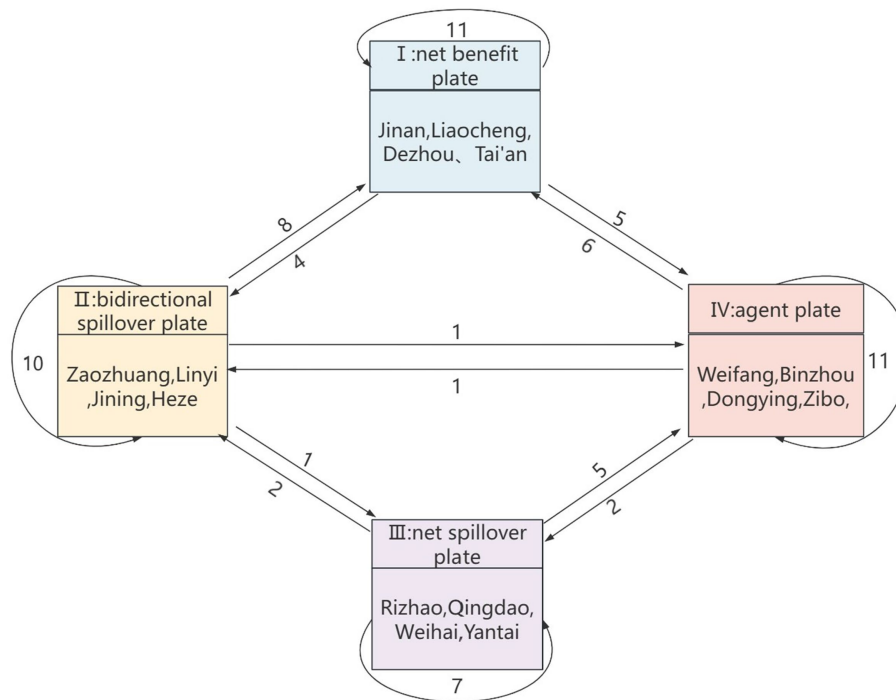 11
Ⅰ:net benefit
plate
Jinan,Liaocheng,
Dezhou、Tai'an
8
4
5
6
Ⅱ:bidirectional
spillover plate
Zaozhuang,Linyi
,Jining,Heze
10
1
1
Ⅳ:agent plate
Weifang,Binzhou
,Dongying,Zibo,
11
1
2
5
2
Ⅲ:net spillover
plate
Rizhao,Qingdao,
Weihai,Yantai
7